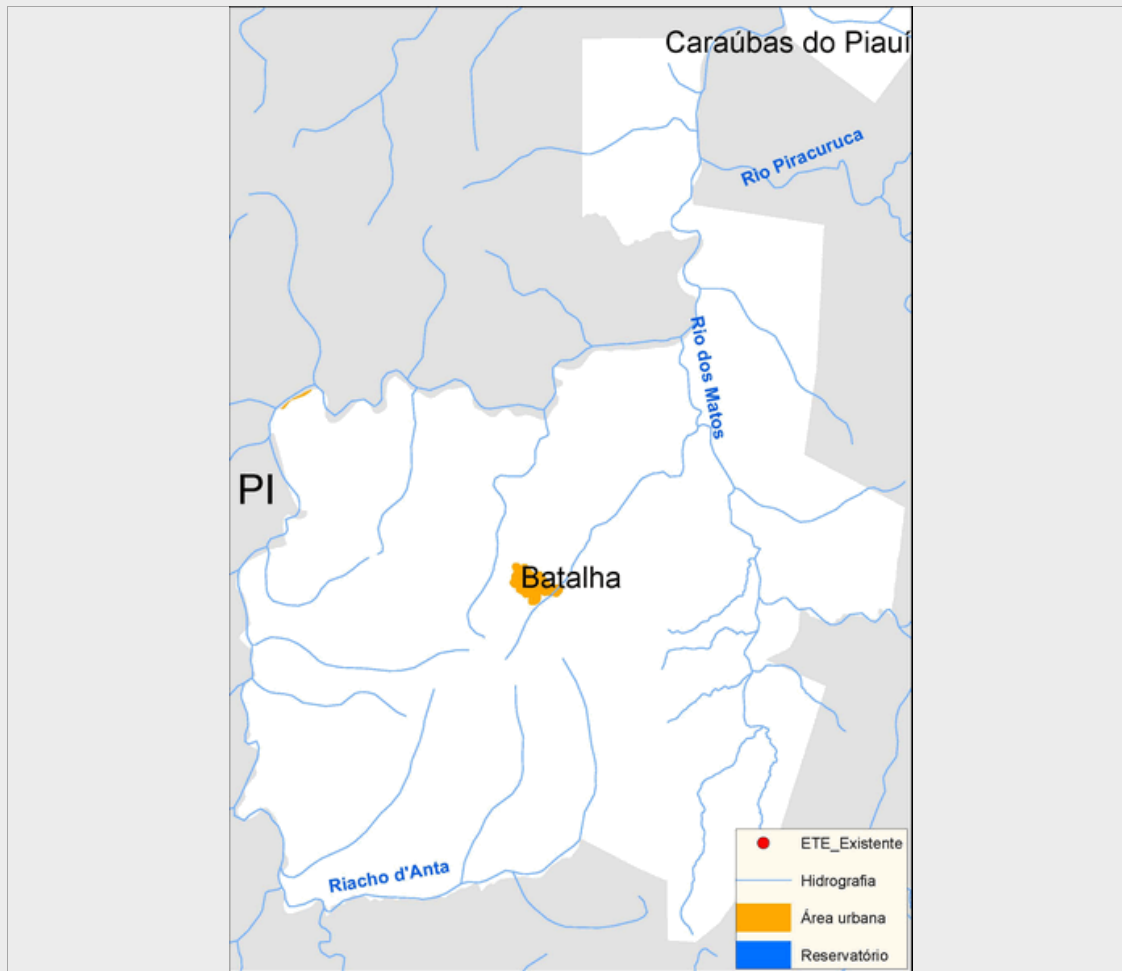 Caraúbas do Piauí
Rio Piracuruca
Rio dos Matos
PI
Batalha
Riacho d'Anta
ETE_Existente
Hidrografia
Área urbana
Reservatório